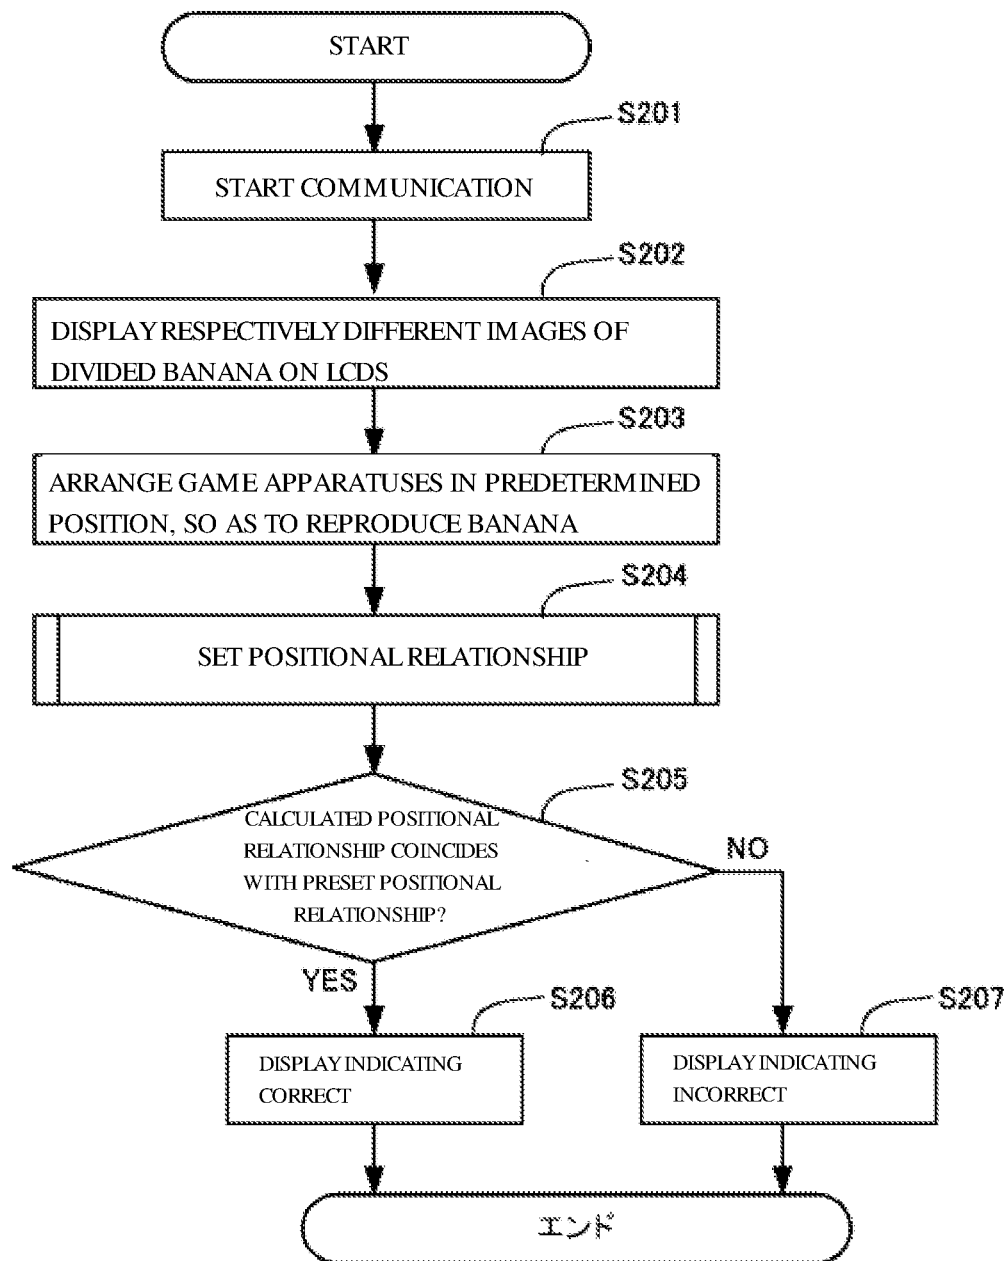 START
S201
START COMMUNICATION
S202
DISPLAY RESPECTIVELY DIFFERENT IMAGES OF
DIVIDED BANANA ON LCDS
S203
ARRANGE GAME APPARATUSES IN PREDETERMINED
POSITION, SO AS TO REPRODUCE BANANA
S204
SET POSITIONAL RELATIONSHIP
S205
CALCULATED POSITIONAL
RELATIONSHIP COINCIDES
WITH PRESET POSITIONAL
RELATIONSHIP?
NO
YES
S206
DISPLAY INDICATING
CORRECT
S207
DISPLAY INDICATING
INCORRECT
エンド